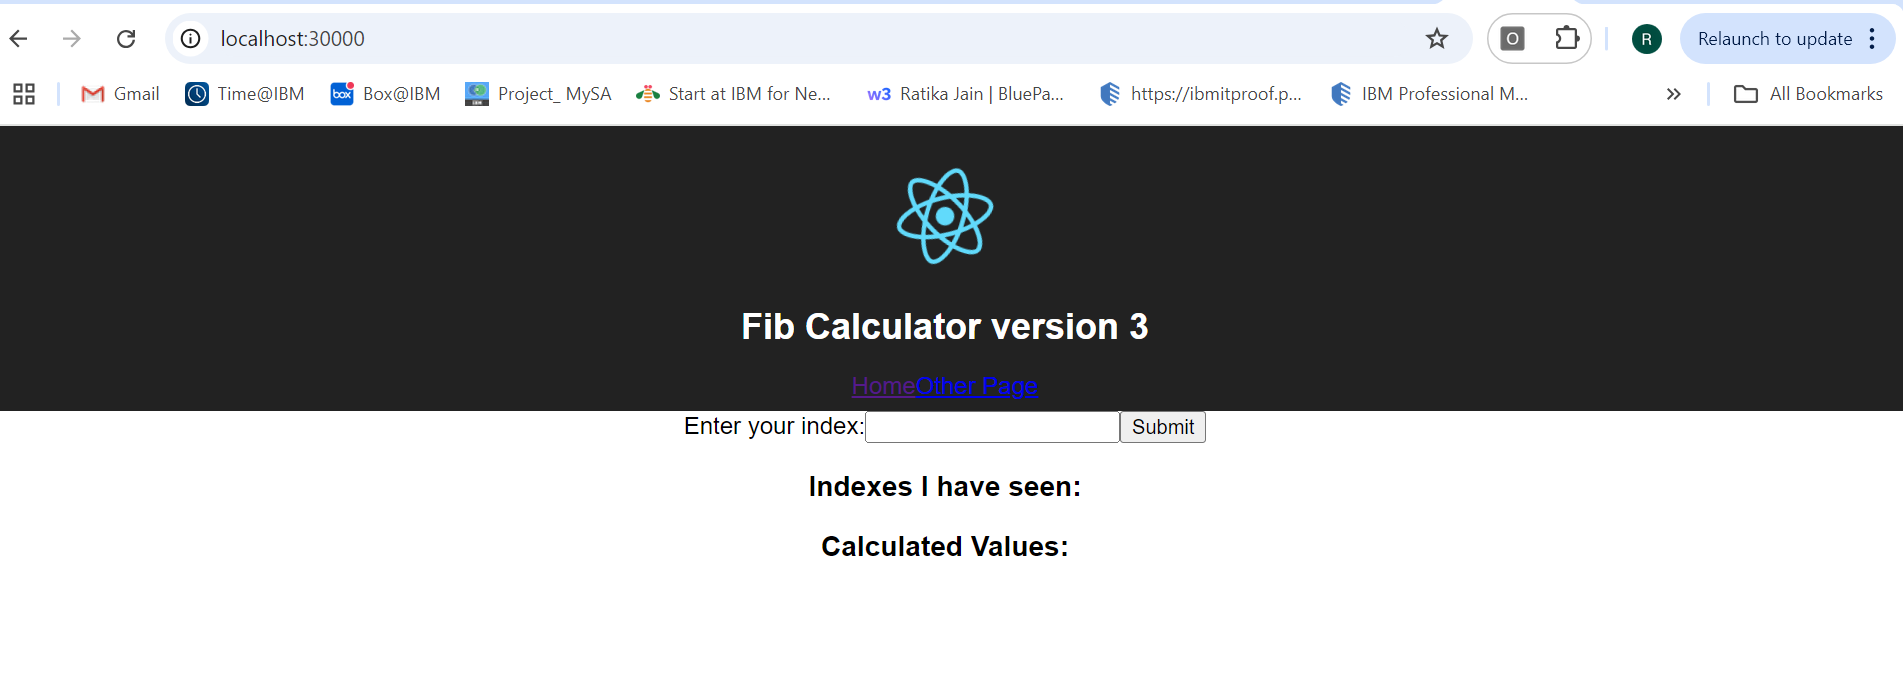 localhost:30000
O
R
Relaunch to update
Gmail
Time@IBM
box
Box@IBM
Project_ MySA
Start at IBM for Ne...
w3
Ratika Jain | BluePa...
https://ibmitproof.p...
IBM Professional M...
All Bookmarks
Fib Calculator version 3
HomeOther Page
Enter your index:
Submit
Indexes I have seen:
Calculated Values: